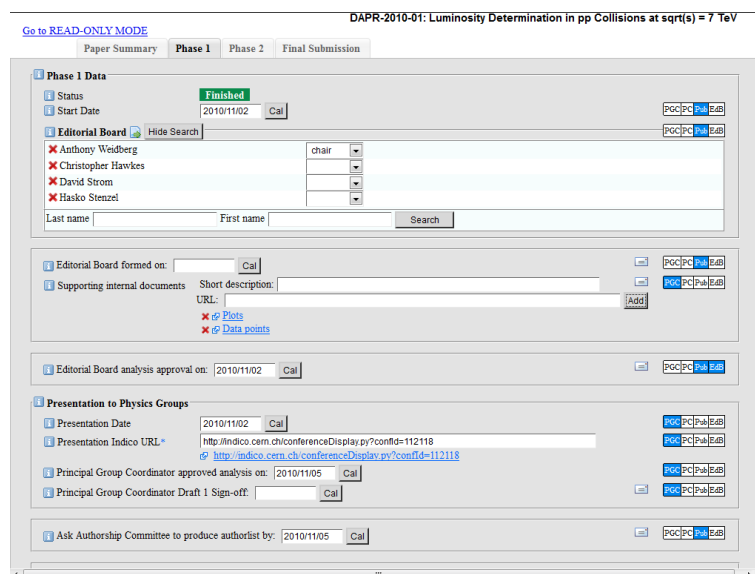 DAPR-2010-01: Luminosity Determination in pp Collisions at sqrt(s) = 7 TeV
Go to READ-ONLY MODE
Paper Summary Phase 1 Phase 2 Final Submission
Phase 1 Data
Status Finished
Start Date 2010/11/02 Cal PGC PC Pub EdB
Editorial Board Hide Search PGC PC Pub EdB
Anthony Weidberg chair
Christopher Hawkes
David Strom
Hasko Stenzel
Last name First name Search
Editorial Board formed on: Cal PGC PC Pub EdB
Supporting internal documents Short description: PGC PC Pub EdB
URL: Add
Plots
Data points
Editorial Board analysis approval on: 2010/11/02 Cal PGC PC Pub EdB
Presentation to Physics Groups
Presentation Date 2010/11/02 Cal PGC PC Pub EdB
Presentation Indico URL* http://indico.cern.ch/conferenceDisplay.py?confId=112118 PGC PC Pub EdB
http://indico.cern.ch/conferenceDisplay.py?confId=112118
Principal Group Coordinator approved analysis on: 2010/11/05 Cal PGC PC Pub EdB
Principal Group Coordinator Draft 1 Sign-off: Cal PGC PC Pub EdB
Ask Authorship Committee to produce authorlist by: 2010/11/05 Cal PGC PC Pub EdB